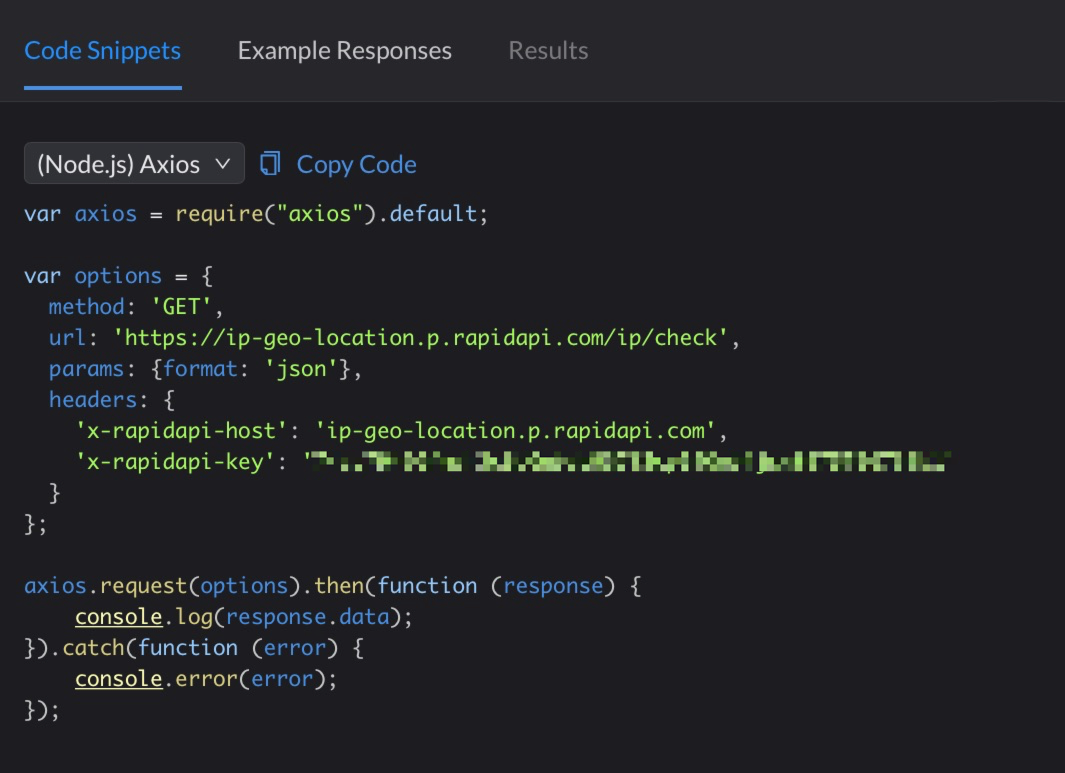 Code Snippets Example Responses Results
(Node.js) Axios Copy Code
var axios = require("axios").default;
var options = {
method: 'GET',
url: 'https://ip-geo-location.p.rapidapi.com/ip/check',
params: {format: 'json'},
headers: {
'x-rapidapi-host': 'ip-geo-location.p.rapidapi.com',
'x-rapidapi-key': '
}
};
axios.request(options).then(function (response) {
console.log(response.data);
}).catch(function (error) {
console.error(error);
});